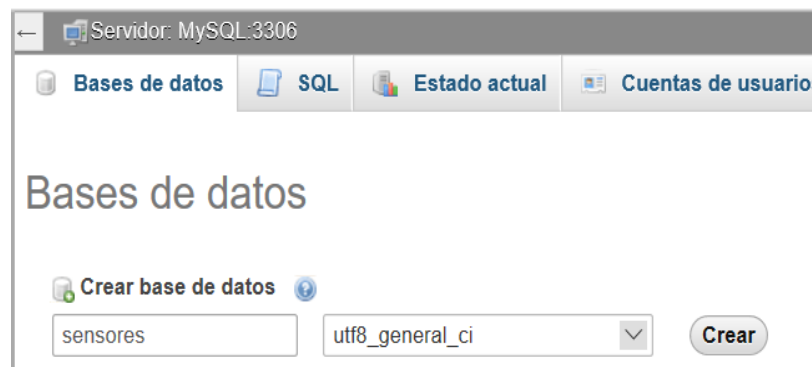 ← Servidor: MySQL:3306
Bases de datos SQL Estado actual Cuentas de usuario
Bases de datos
Crear base de datos
sensores utf8_general_ci Crear